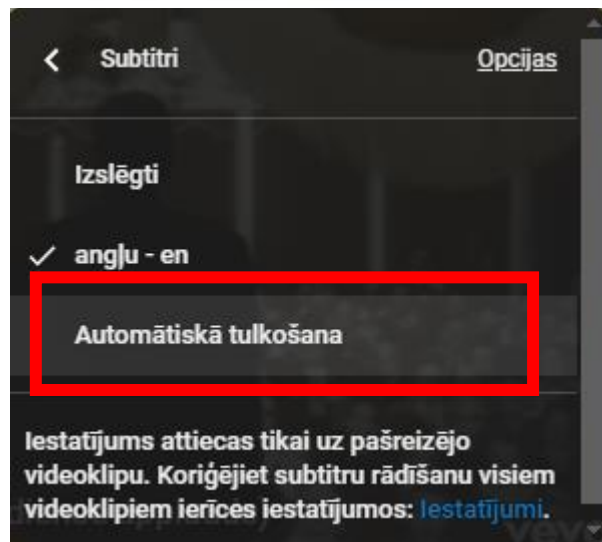 Subtitri
Opcijas
Izslēgti
angļu - en
Automātiskā tulkošana
Iestatījums attiecas tikai uz pašreizējo
videoklipu. Koriģējiet subtitru rādīšanu visiem
videoklipiem ierīces iestatījumos: Iestatījumi.
vevo